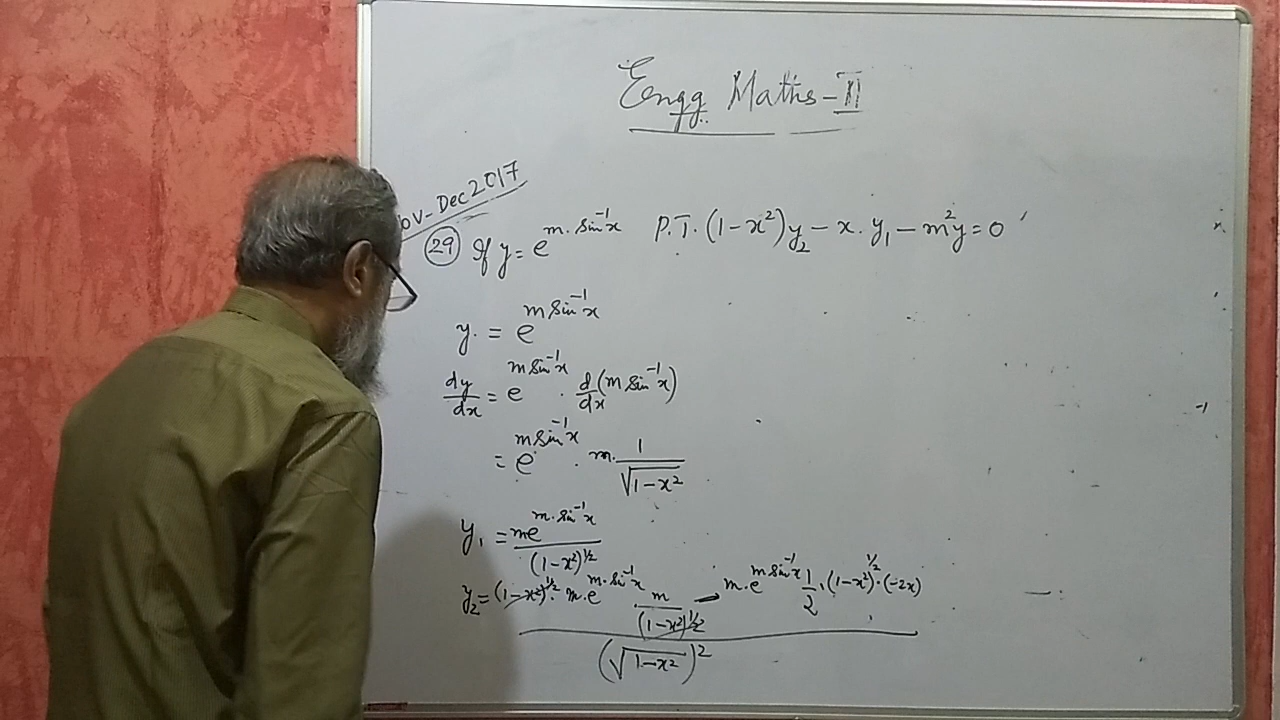 Engg Maths-II
ov-Dec 2017
(29) If y = e^(m.sin⁻¹x) P.T. (1-x²)y₂ - x.y₁ - m²y = 0
y. = e^(m sin⁻¹x)
dy/dx = e^(m sin⁻¹x) . d/dx (m sin⁻¹x)
= e^(m sin⁻¹x) . m. 1/√(1-x²)
y₁ = me^(m.sin⁻¹x) / (1-x²)^(1/2)
y₂ = (1-x²)^(1/2) . m.e^(m-sin⁻¹x) m/(1-x²)^(1/2) - m.e^(m sin⁻¹x) 1/2 . (1-x²)^(1/2) . (-2x)
(√(1-x²))²